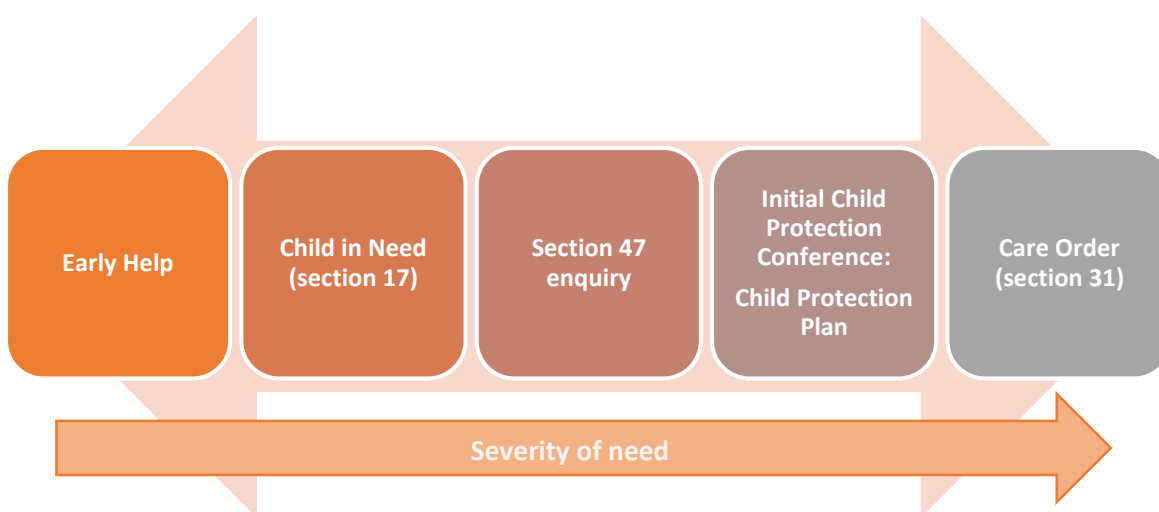 Early Help
Child in Need
(section 17)
Section 47
enquiry
Initial Child
Protection
Conference:
Child Protection
Plan
Care Order
(section 31)
Severity of need